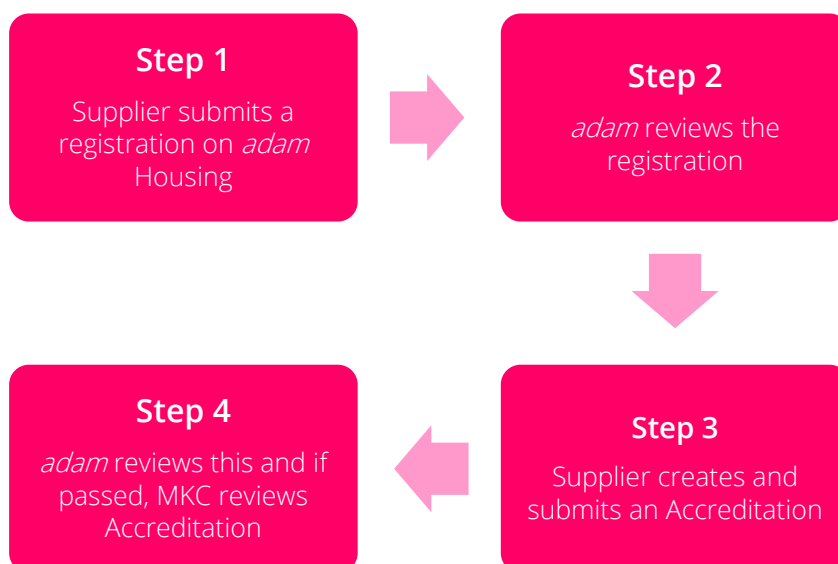 Step 1
Supplier submits a
registration on adam
Housing
Step 2
adam reviews the
registration
Step 3
Supplier creates and
submits an Accreditation
Step 4
adam reviews this and if
passed, MKC reviews
Accreditation